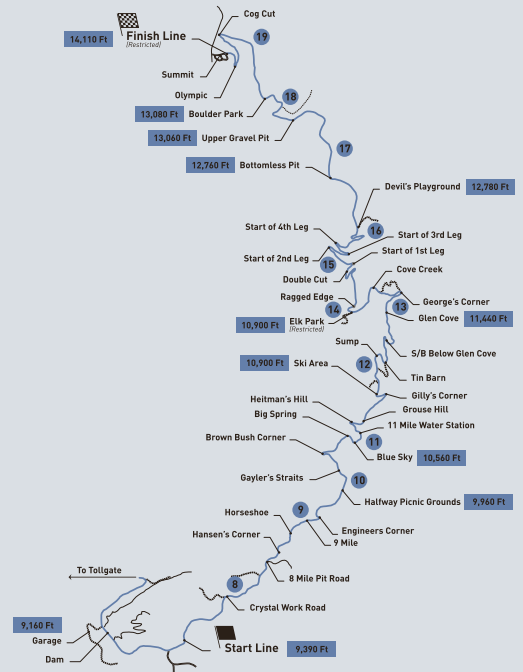 Cog Cut
19
Finish Line
14,110 Ft
(Restricted)
Summit
Olympic
18
13,080 Ft Boulder Park
13,060 Ft Upper Gravel Pit
17
12,760 Ft Bottomless Pit
Devil's Playground 12,780 Ft
Start of 4th Leg
16
Start of 3rd Leg
Start of 1st Leg
Start of 2nd Leg
15
Cove Creek
Double Cut
Ragged Edge
George's Corner
13
14
Glen Cove 11,440 Ft
10,900 Ft Elk Park
(Restricted)
Sump
S/B Below Glen Cove
10,900 Ft Ski Area
12
Tin Barn
Gilly's Corner
Heitman's Hill
Grouse Hill
Big Spring
11 Mile Water Station
Brown Bush Corner
11
Blue Sky 10,560 Ft
Gayler's Straits
10
Halfway Picnic Grounds 9,960 Ft
Horseshoe
9
Engineers Corner
Hansen's Corner
9 Mile
To Tollgate
8 Mile Pit Road
8
Crystal Work Road
9,160 Ft
Garage
Start Line 9,390 Ft
Dam